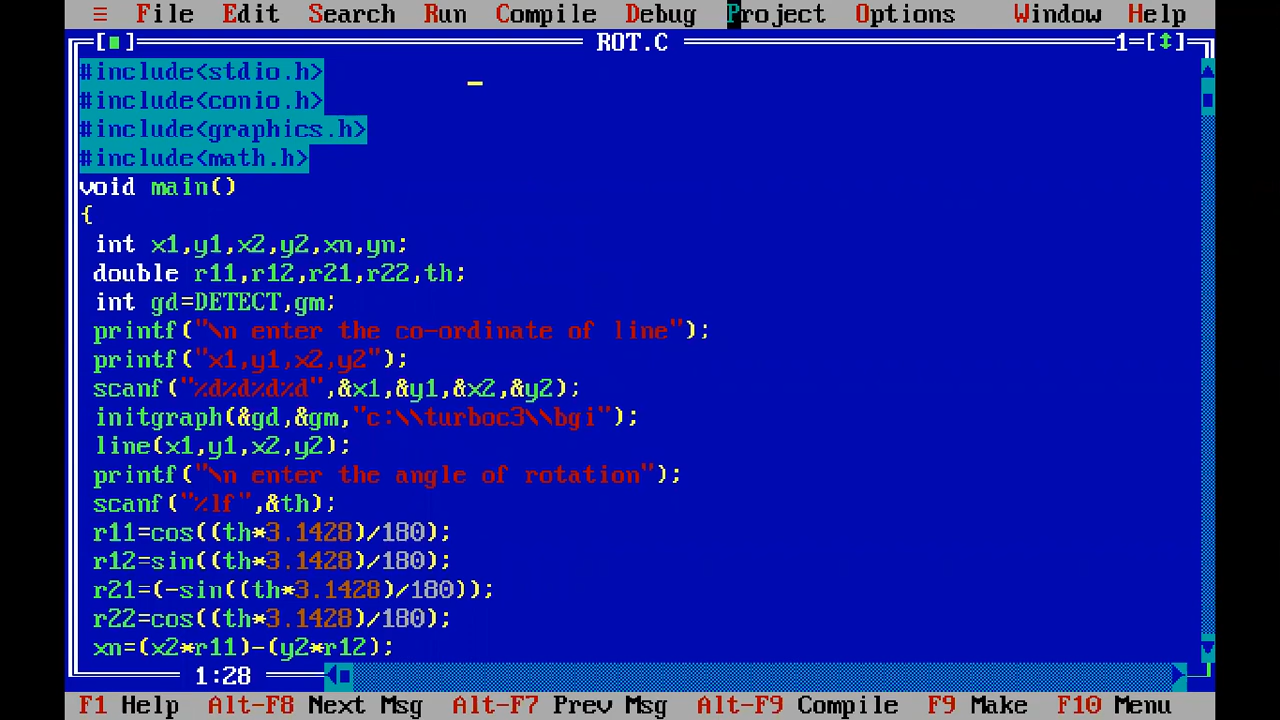 ≡ File Edit Search Run Compile Debug Project Options Window Help
[■] ROT.C 1=[↕]
#include<stdio.h>
#include<conio.h>
#include<graphics.h>
#include<math.h>
void main()
{
int x1,y1,x2,y2,xn,yn;
double r11,r12,r21,r22,th;
int gd=DETECT,gm;
printf("\n enter the co-ordinate of line");
printf("x1,y1,x2,y2");
scanf("%d%d%d%d",&x1,&y1,&x2,&y2);
initgraph(&gd,&gm,"c:\\turboc3\\bgi");
line(x1,y1,x2,y2);
printf("\n enter the angle of rotation");
scanf("%lf",&th);
r11=cos((th*3.1428)/180);
r12=sin((th*3.1428)/180);
r21=(-sin((th*3.1428)/180));
r22=cos((th*3.1428)/180);
xn=(x2*r11)-(y2*r12);
1:28
F1 Help Alt-F8 Next Msg Alt-F7 Prev Msg Alt-F9 Compile F9 Make F10 Menu